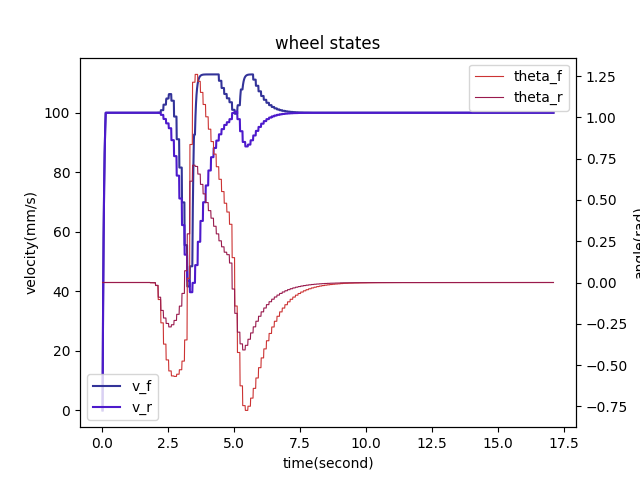 wheel states
theta_f
theta_r
100
80
60
40
20
0
velocity(mm/s)
1.25
1.00
0.75
0.50
0.25
0.00
−0.25
−0.50
−0.75
angle(rad)
v_f
v_r
0.0 2.5 5.0 7.5 10.0 12.5 15.0 17.5
time(second)